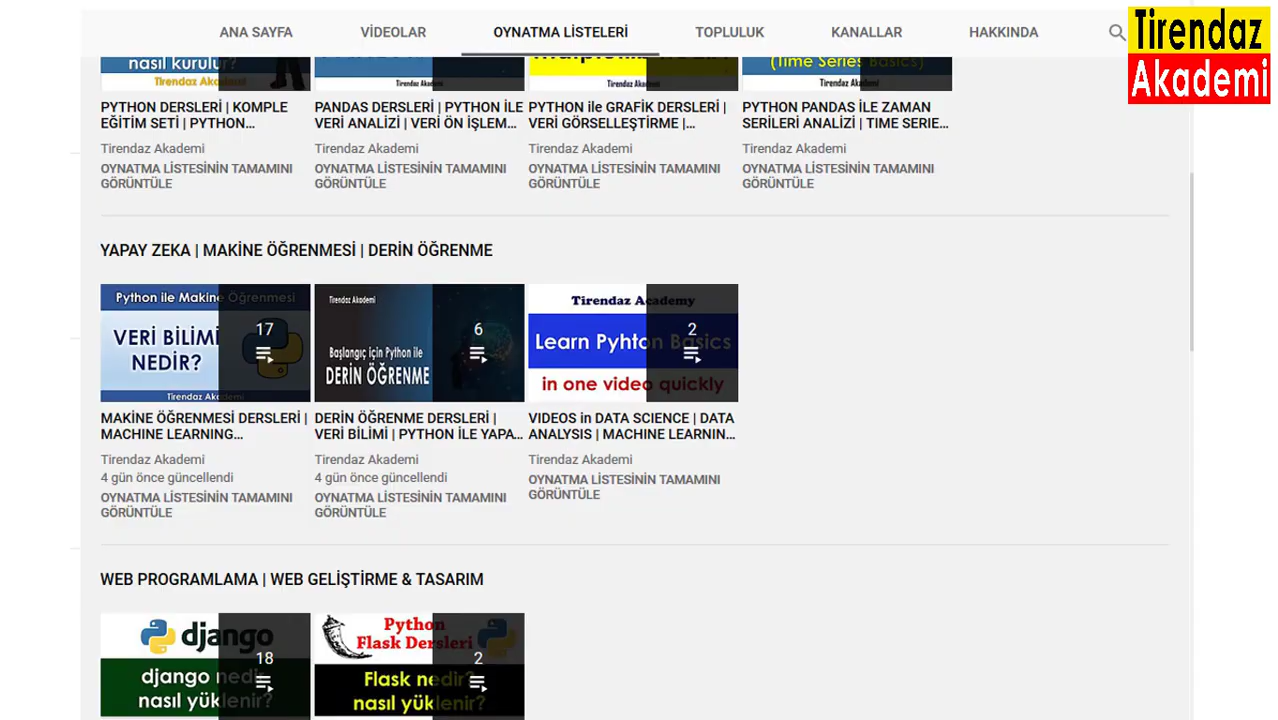 ANA SAYFA VİDEOLAR OYNATMA LİSTELERİ TOPLULUK KANALLAR HAKKINDA
Tirendaz
Akademi
nasıl kurulur?
Tirendaz Akademi
Tirendaz Akademi
Tirendaz Akademi
(Time Series Basics)
Tirendaz Akademi
PYTHON DERSLERİ | KOMPLE
EĞİTİM SETİ | PYTHON...
Tirendaz Akademi
OYNATMA LİSTESİNİN TAMAMINI
GÖRÜNTÜLE
PANDAS DERSLERİ | PYTHON İLE
VERİ ANALİZİ | VERİ ÖN İŞLEM...
Tirendaz Akademi
OYNATMA LİSTESİNİN TAMAMINI
GÖRÜNTÜLE
PYTHON ile GRAFİK DERSLERİ |
VERİ GÖRSELLEŞTİRME |...
Tirendaz Akademi
OYNATMA LİSTESİNİN TAMAMINI
GÖRÜNTÜLE
PYTHON PANDAS İLE ZAMAN
SERİLERİ ANALİZİ | TIME SERIE...
Tirendaz Akademi
OYNATMA LİSTESİNİN TAMAMINI
GÖRÜNTÜLE
YAPAY ZEKA | MAKİNE ÖĞRENMESİ | DERİN ÖĞRENME
Python ile Makine Öğrenmesi
VERİ BİLİMİ
NEDİR?
17
Tirendaz Akademi
MAKİNE ÖĞRENMESİ DERSLERİ |
MACHINE LEARNING...
Tirendaz Akademi
4 gün önce güncellendi
OYNATMA LİSTESİNİN TAMAMINI
GÖRÜNTÜLE
Tirendaz Akademi
6
Başlangıç için Python ile
DERİN ÖĞRENME
DERİN ÖĞRENME DERSLERİ |
VERİ BİLİMİ | PYTHON İLE YAPA...
Tirendaz Akademi
4 gün önce güncellendi
OYNATMA LİSTESİNİN TAMAMINI
GÖRÜNTÜLE
Tirendaz Academy
2
Learn Pyhton Basics
in one video quickly
VIDEOS in DATA SCIENCE | DATA
ANALYSIS | MACHINE LEARNIN...
Tirendaz Akademi
OYNATMA LİSTESİNİN TAMAMINI
GÖRÜNTÜLE
WEB PROGRAMLAMA | WEB GELİŞTİRME & TASARIM
django
18
django nedir
nasıl yüklenir?
Python
Flask Dersleri
2
Flask nedir?
nasıl yüklenir?